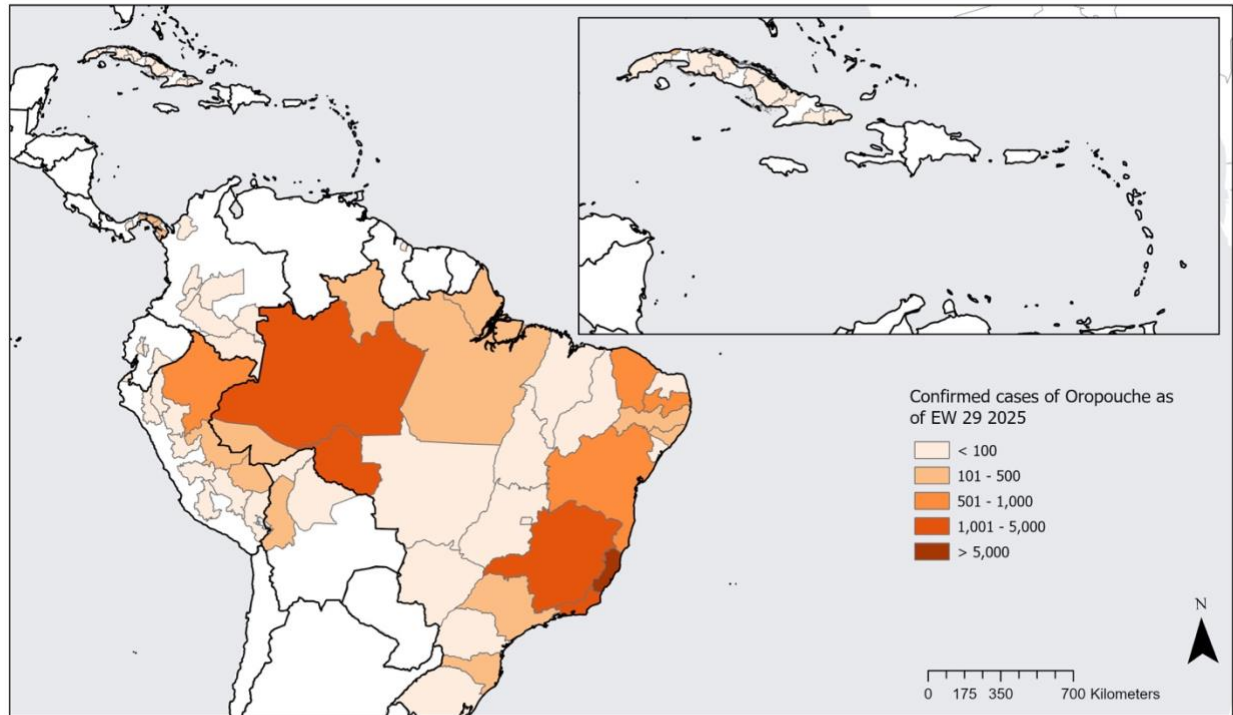 Confirmed cases of Oropouche as
of EW 29 2025
< 100
101 - 500
501 - 1,000
1,001 - 5,000
> 5,000
N
0 175 350 700 Kilometers